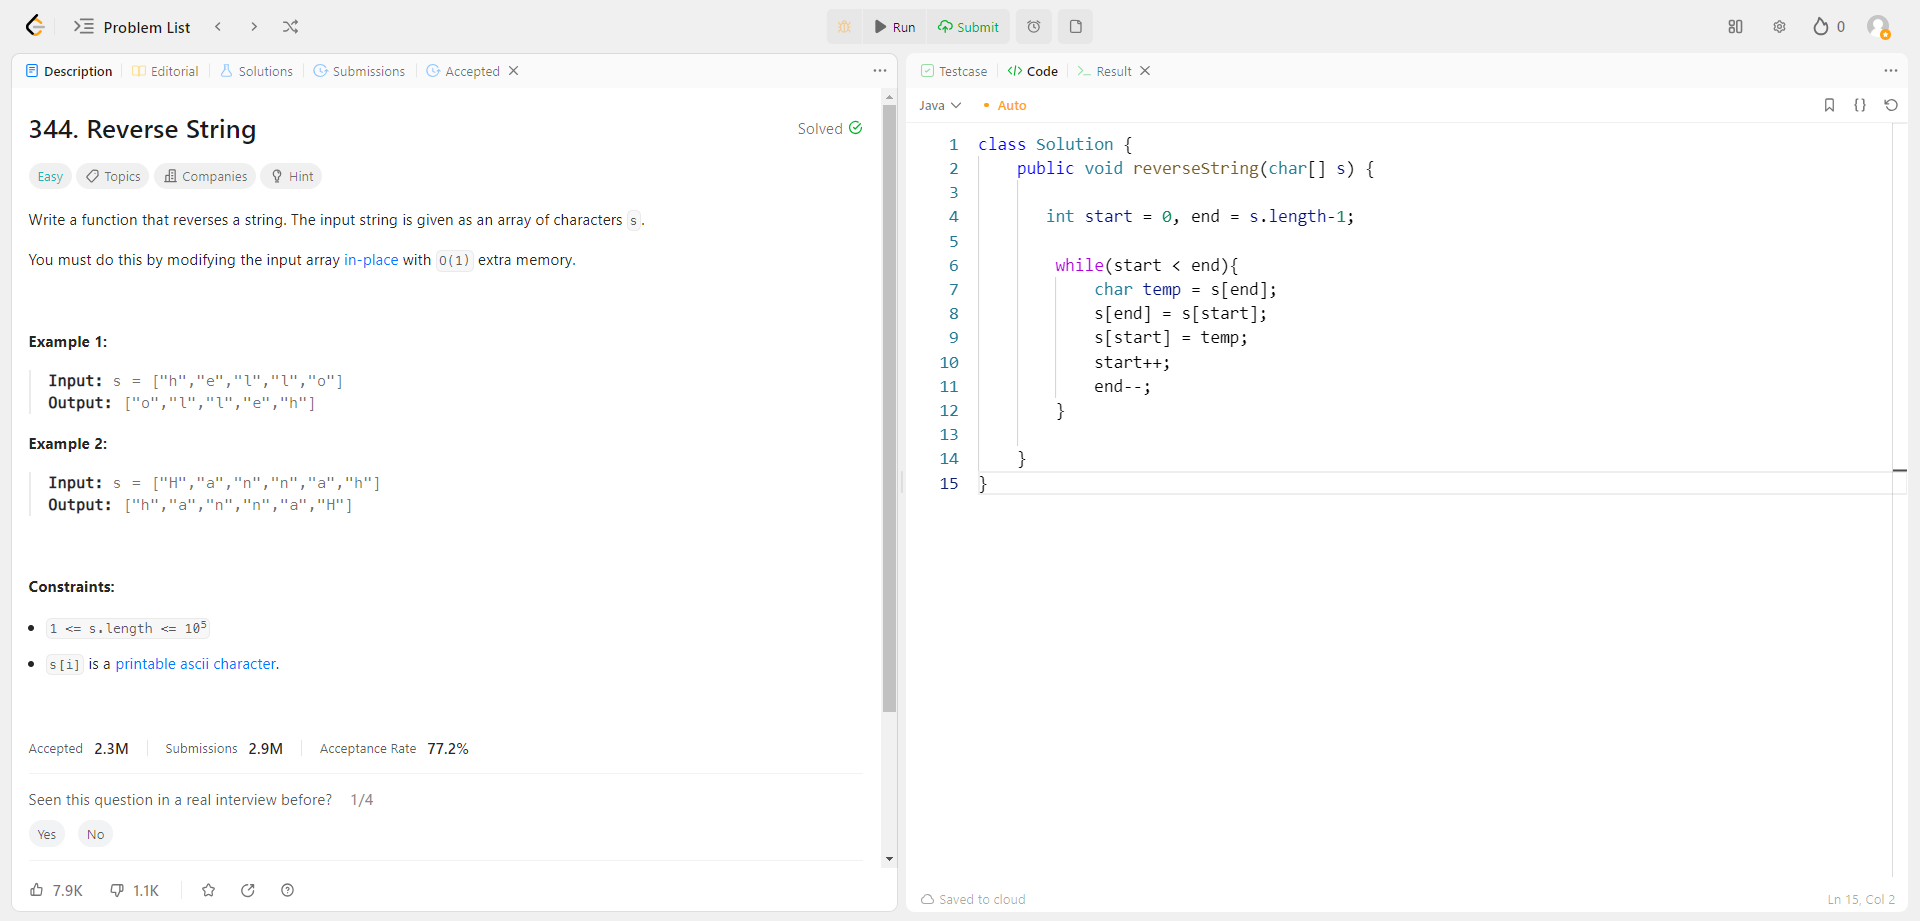 Problem List
Run
Submit
0
Description
Editorial
Solutions
Submissions
Accepted
344. Reverse String
Solved
Easy
Topics
Companies
Hint
Write a function that reverses a string. The input string is given as an array of characters s.
You must do this by modifying the input array in-place with O(1) extra memory.
Example 1:
Input: s = ["h","e","l","l","o"]
Output: ["o","l","l","e","h"]
Example 2:
Input: s = ["H","a","n","n","a","h"]
Output: ["h","a","n","n","a","H"]
Constraints:
1 <= s.length <= 10⁵
s[i] is a printable ascii character.
Accepted 2.3M
Submissions 2.9M
Acceptance Rate 77.2%
Seen this question in a real interview before? 1/4
Yes
No
7.9K
1.1K
Testcase
Code
Result
Java
Auto
1 class Solution {
2 public void reverseString(char[] s) {
3
4 int start = 0, end = s.length-1;
5
6 while(start < end){
7 char temp = s[end];
8 s[end] = s[start];
9 s[start] = temp;
10 start++;
11 end--;
12 }
13
14 }
15 }
Saved to cloud
Ln 15, Col 2